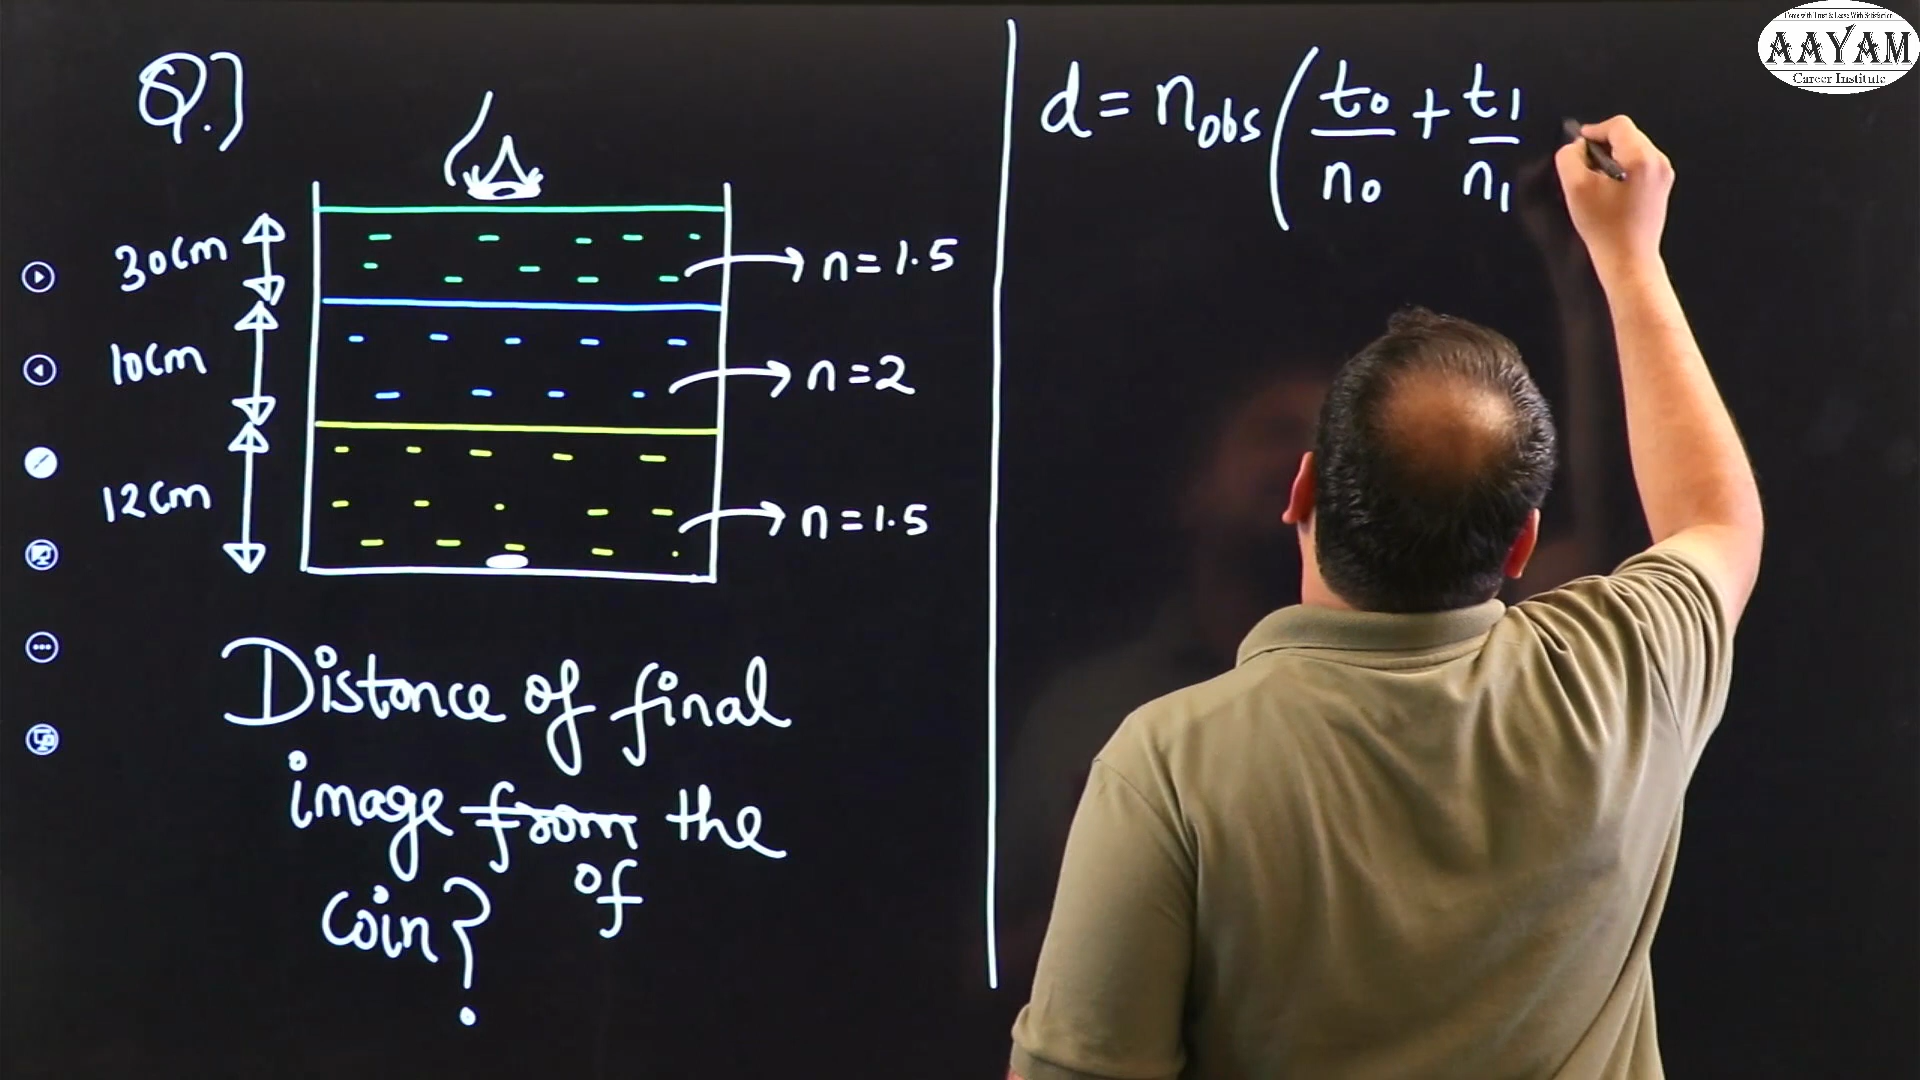 Q.]
30cm
n = 1.5
10cm
n = 2
12cm
n = 1.5
Distance of final
image from the
of
coin?
d = nobs ( t0/n0 + t1/n1
AAYAM
Career Institute